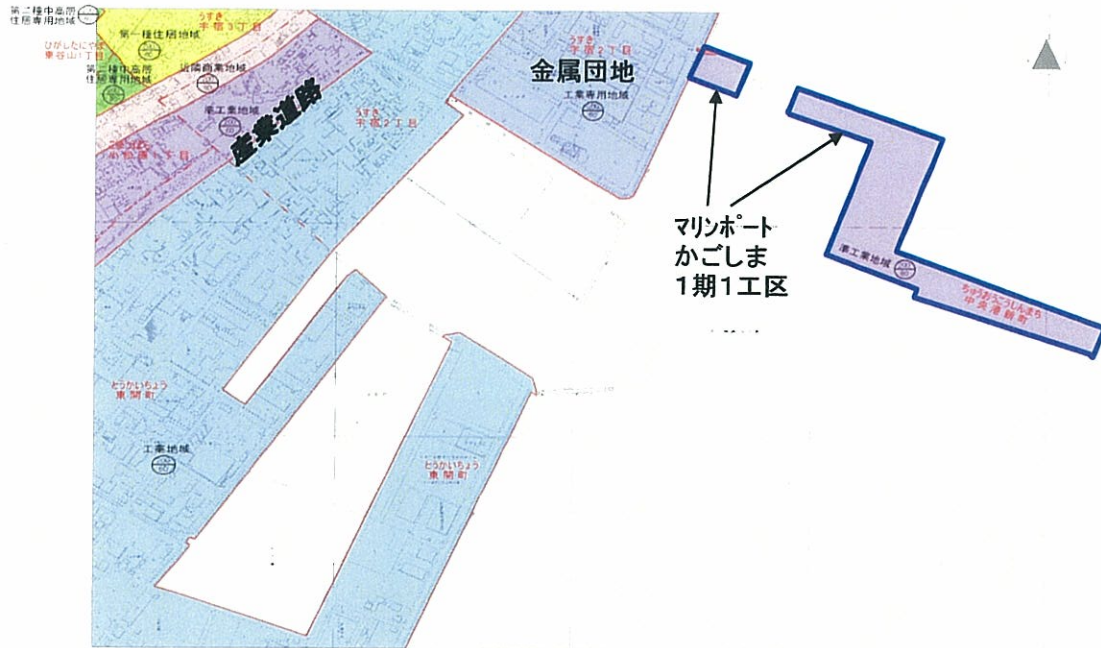 第二種中高層
住居専用地域
うすき
宇宿3丁目
第一種住居地域
ひがしたにやま
東谷山1丁目
第二種中高層
住居専用地域
近隣商業地域
準工業地域
産業道路
小松原1丁目
うすき
宇宿2丁目
うすき
宇宿2丁目
金属団地
工業専用地域
マリンポート
かごしま
1期1工区
準工業地域
ちゅうおうこうしんまち
中央港新町
とうかいちょう
東開町
工業地域
とうかいちょう
東開町